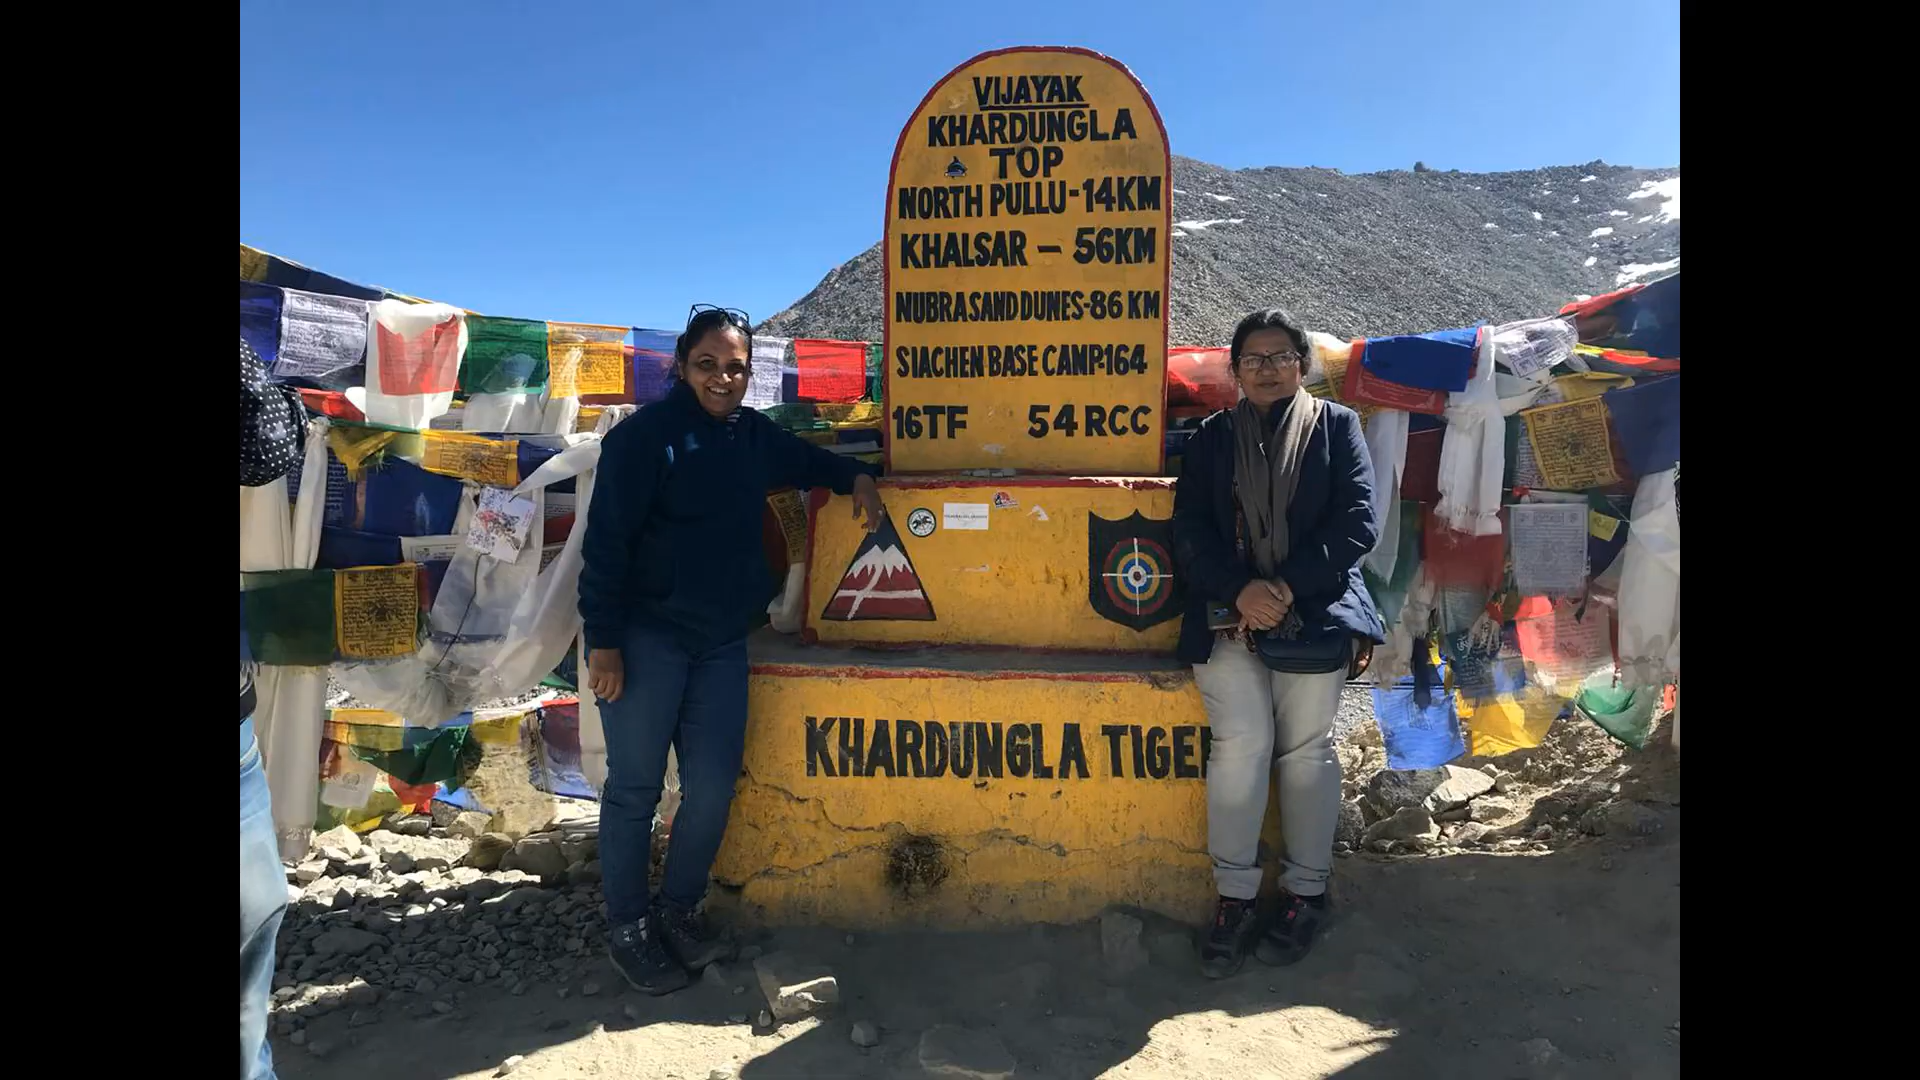 VIJAYAK
KHARDUNGLA
TOP
NORTH PULLU-14KM
KHALSAR - 56KM
NUBRA SAND DUNES-86 KM
SIACHEN BASE CAMP-164
16TF 54 RCC
KHARDUNGLA TIGE